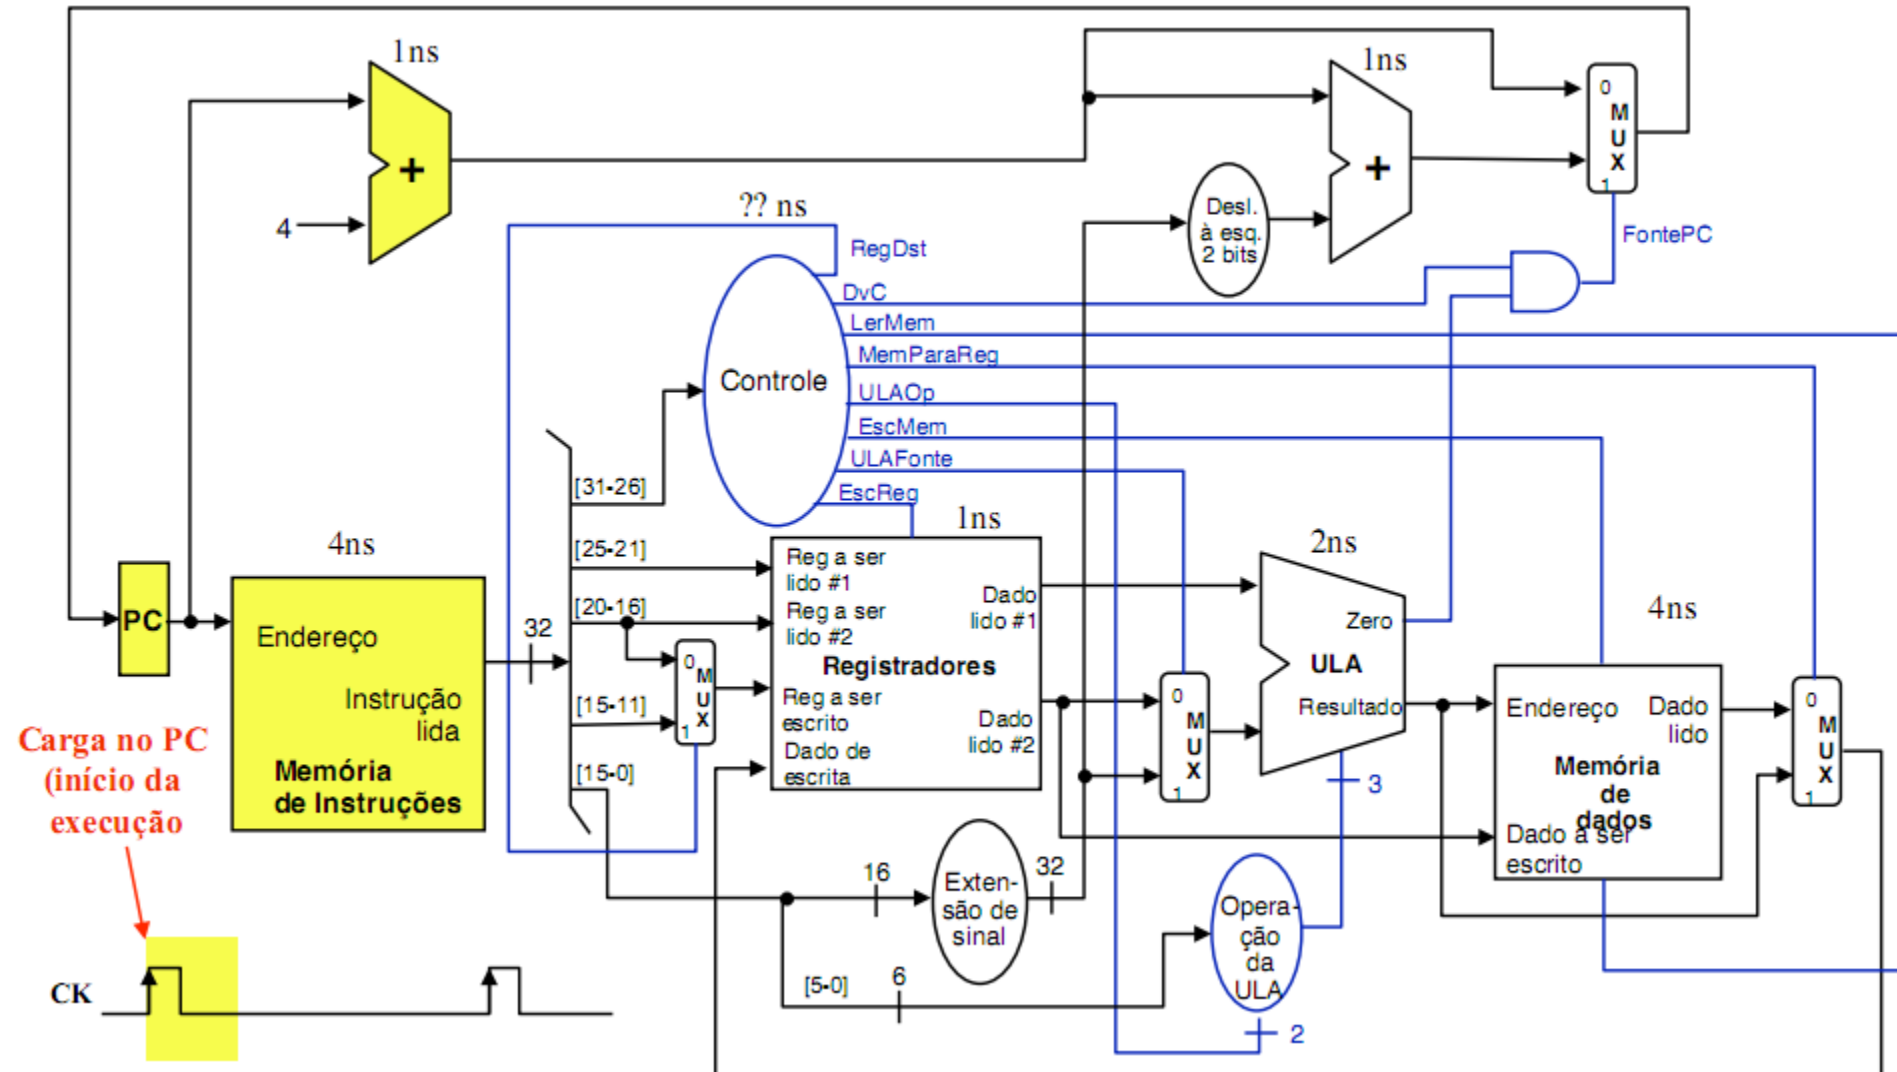 1ns
1ns
0
M
U
X
1
+
+
4
Desl.
à esq.
2 bits
FontePC
?? ns
RegDst
DvC
LerMem
MemParaReg
ULAOp
EscMem
ULAFonte
EscReg
Controle
[31-26]
[25-21]
[20-16]
[15-11]
[15-0]
4ns
PC
Endereço
Instrução
lida
Memória
de Instruções
32
0
M
U
X
1
1ns
Reg a ser
lido #1
Reg a ser
lido #2
Registradores
Reg a ser
escrito
Dado de
escrita
Dado
lido #1
Dado
lido #2
0
M
U
X
1
2ns
Zero
ULA
Resultado
3
4ns
Endereço
Dado
lido
Memória
de
dados
Dado a ser
escrito
0
M
U
X
1
16
Exten-
são de
sinal
32
[5-0]
6
Opera-
ção
da
ULA
2
Carga no PC
(início da
execução
CK